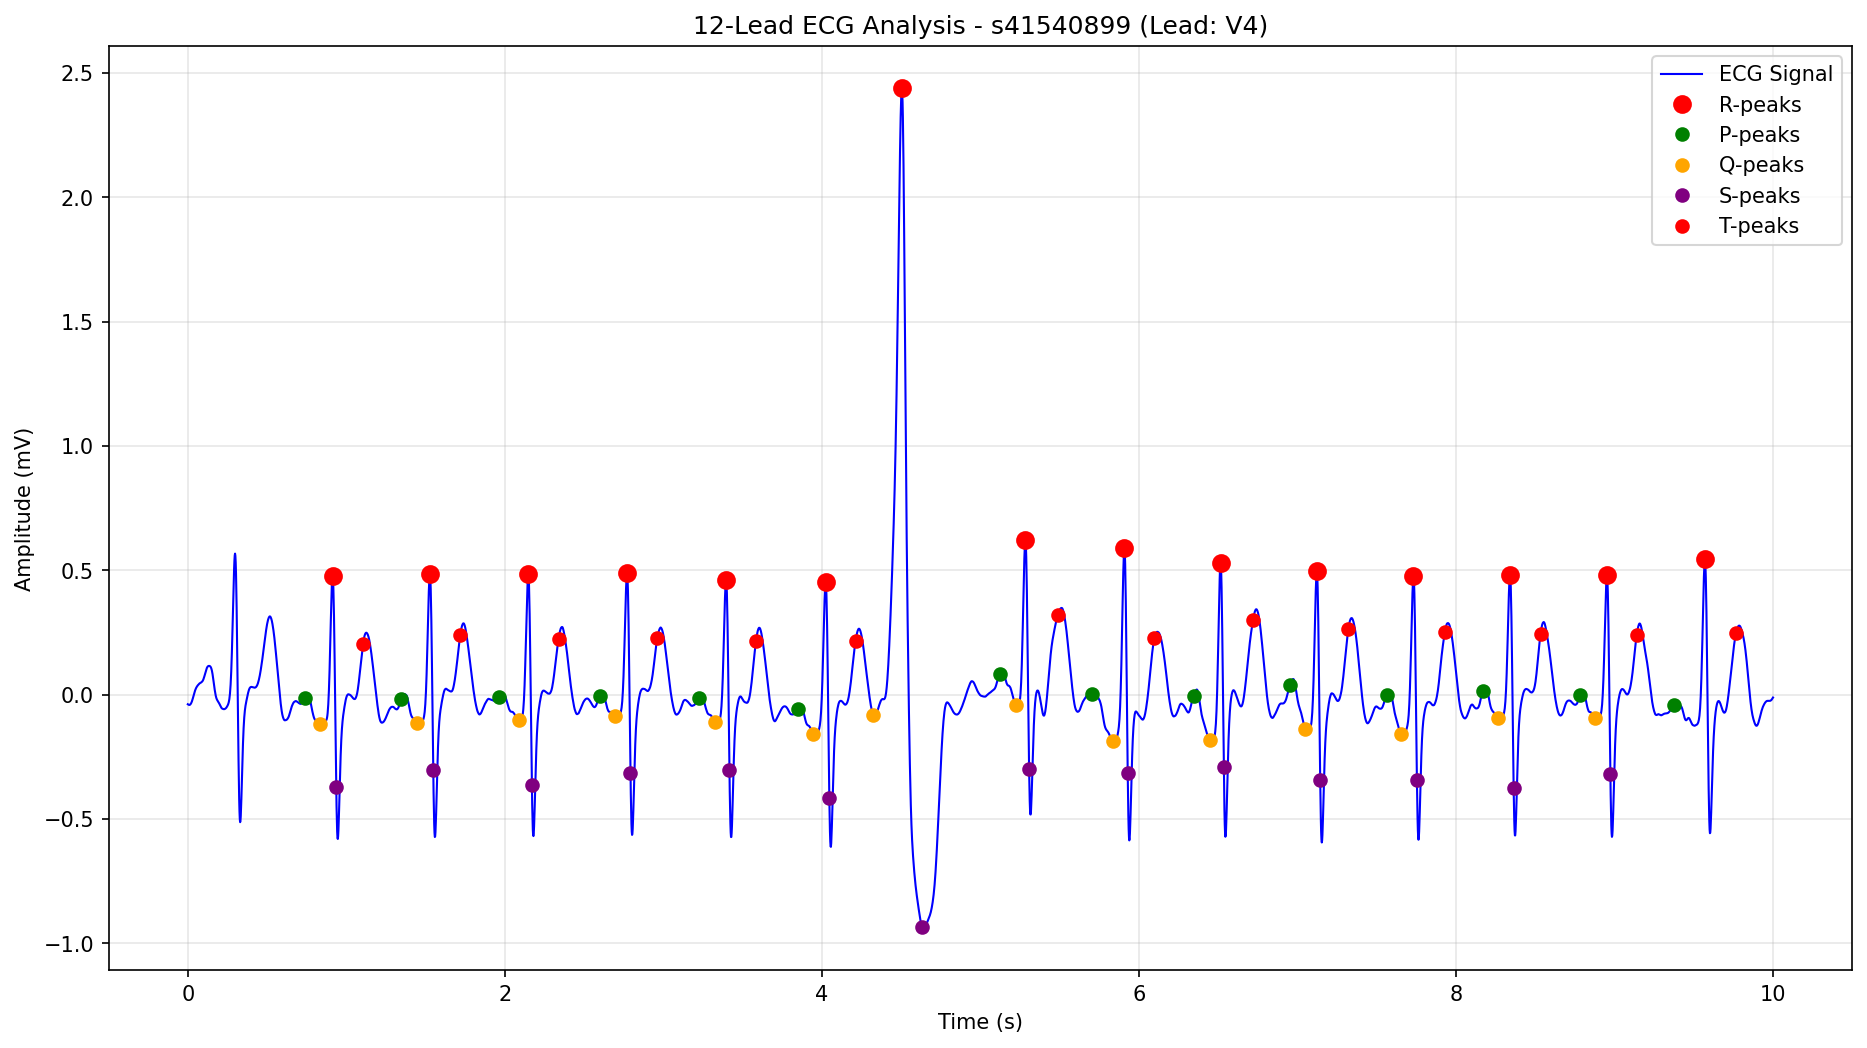 12-Lead ECG Analysis - s41540899 (Lead: V4)
ECG Signal
R-peaks
P-peaks
Q-peaks
S-peaks
T-peaks
Amplitude (mV)
2.5
2.0
1.5
1.0
0.5
0.0
−0.5
−1.0
0 2 4 6 8 10
Time (s)